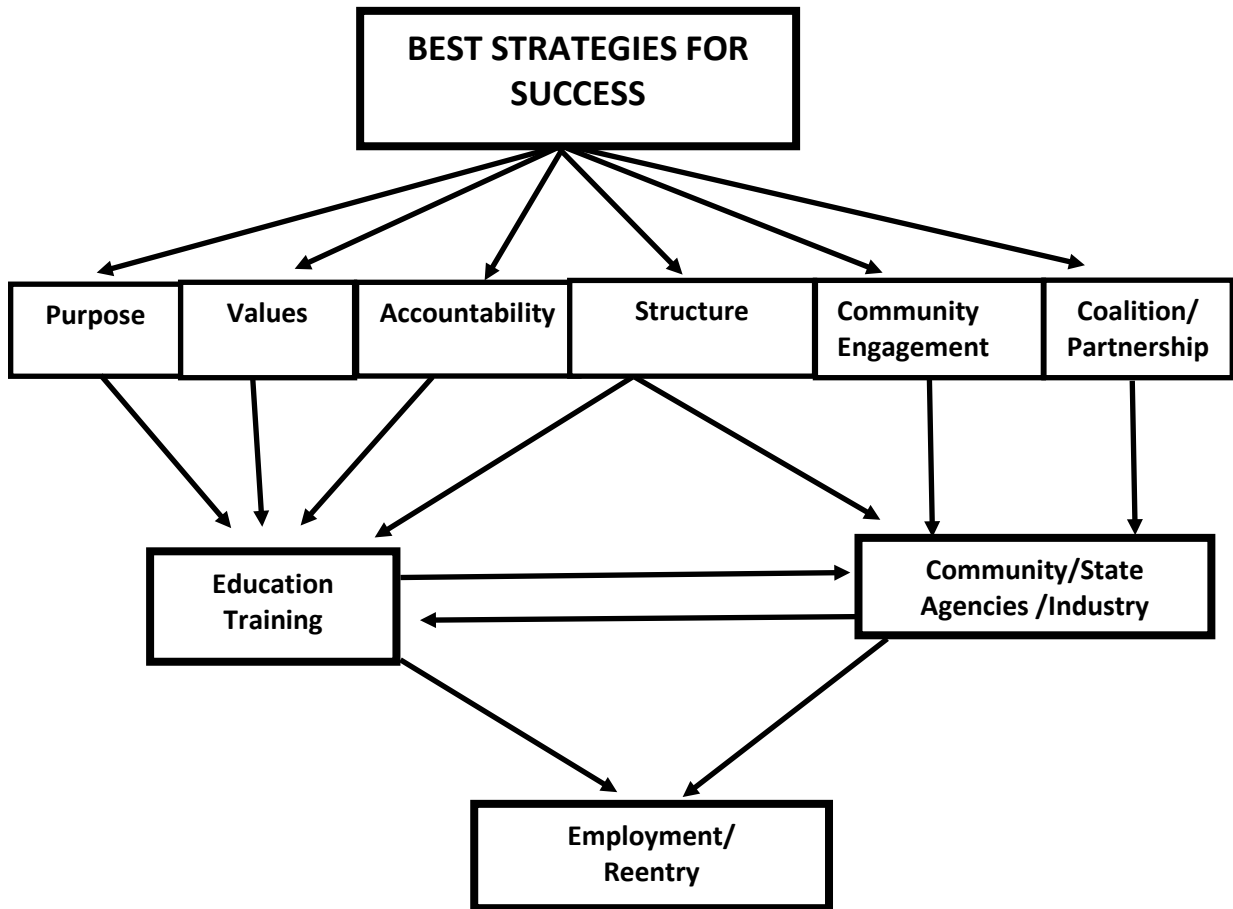 BEST STRATEGIES FOR
SUCCESS
Purpose
Values
Accountability
Structure
Community
Engagement
Coalition/
Partnership
Education
Training
Community/State
Agencies /Industry
Employment/
Reentry